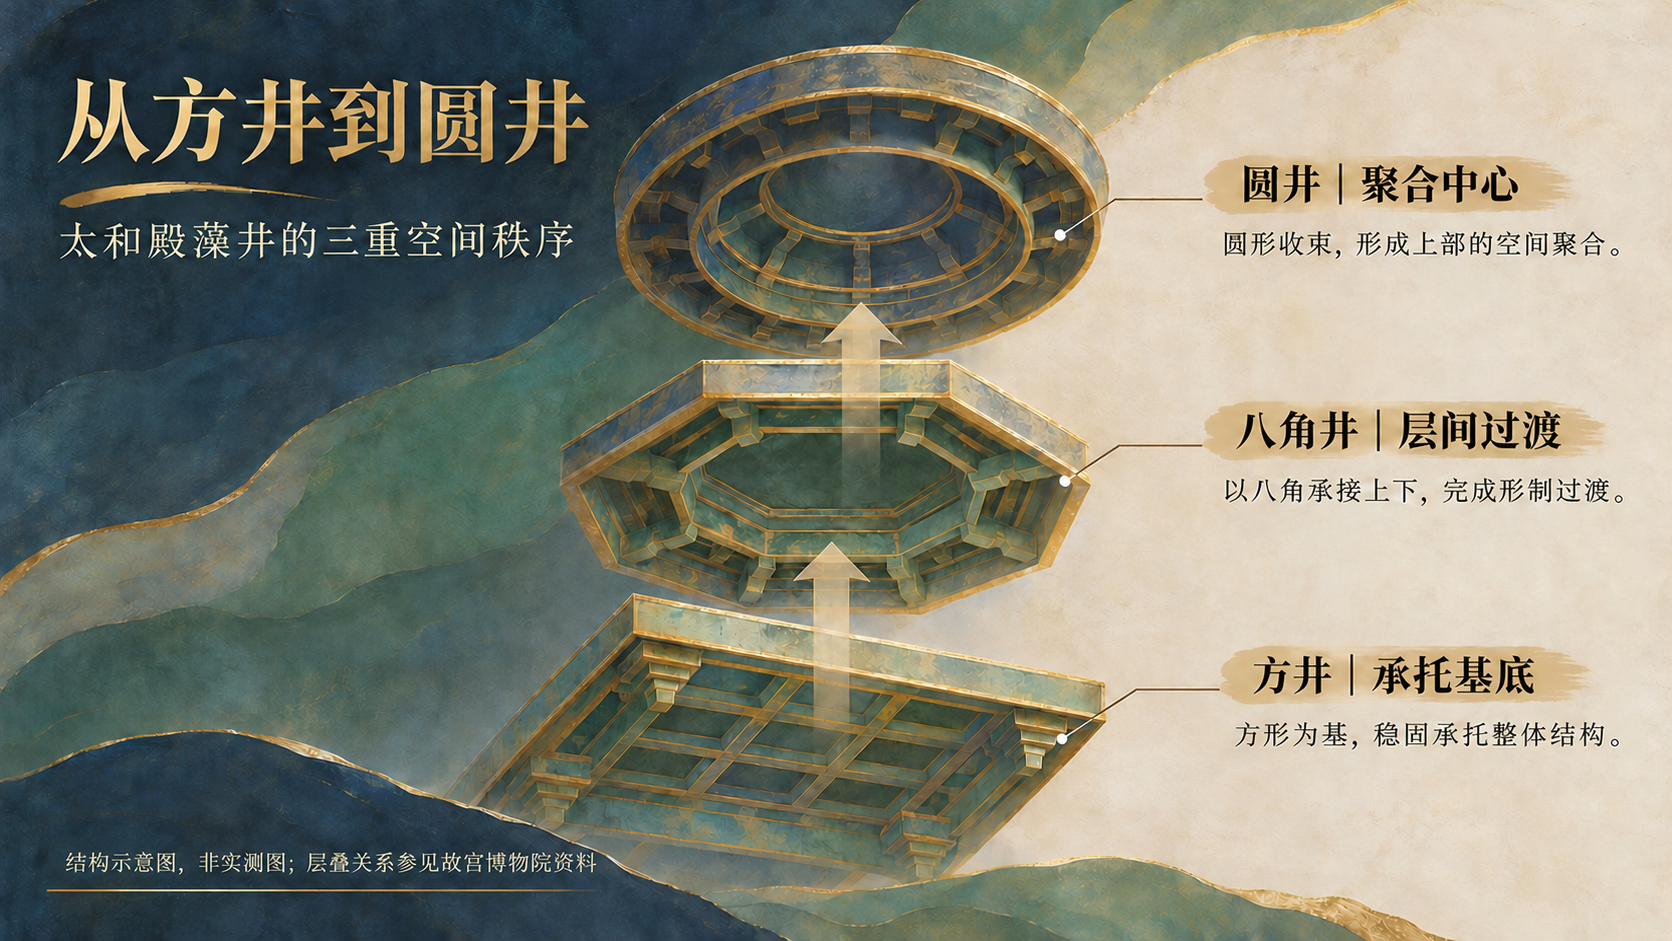 从方井到圆井
太和殿藻井的三重空间秩序
圆井｜聚合中心
圆形收束，形成上部的空间聚合。
八角井｜层间过渡
以八角承接上下，完成形制过渡。
方井｜承托基底
方形为基，稳固承托整体结构。
结构示意图，非实测图；层叠关系参见故宫博物院资料